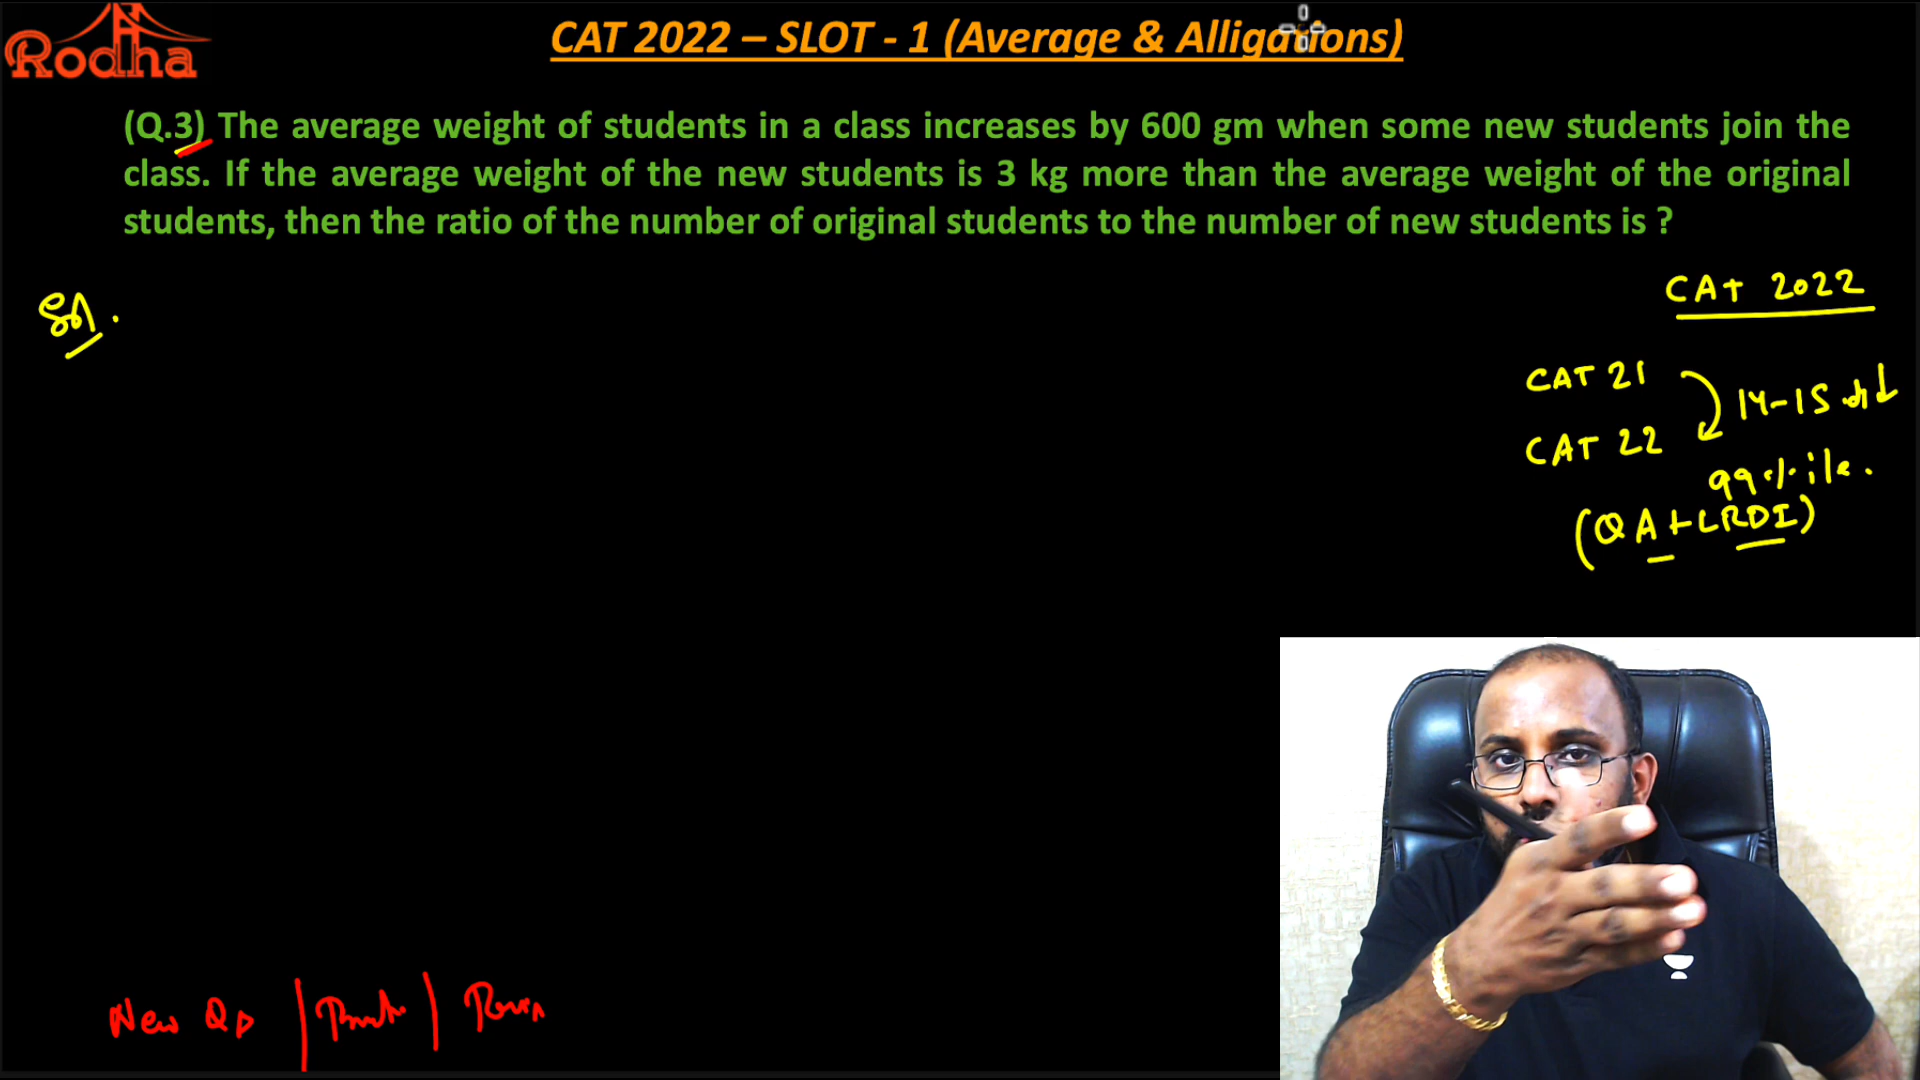 Rodha
CAT 2022 – SLOT - 1 (Average & Alligations)
(Q.3) The average weight of students in a class increases by 600 gm when some new students join the
class. If the average weight of the new students is 3 kg more than the average weight of the original
students, then the ratio of the number of original students to the number of new students is ?
CAT 2022
CAT 21
14-15
CAT 22
99%ile.
(QA+LRDI)
New